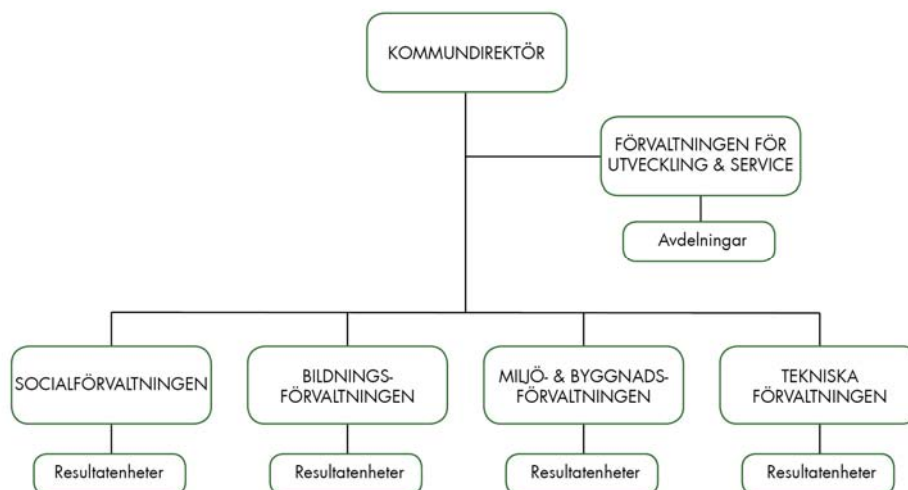 KOMMUNDIREKTÖR
FÖRVALTNINGEN FÖR
UTVECKLING & SERVICE
Avdelningar
SOCIALFÖRVALTNINGEN
BILDNINGS-
FÖRVALTNINGEN
MILJÖ- & BYGGNADS-
FÖRVALTNINGEN
TEKNISKA
FÖRVALTNINGEN
Resultatenheter
Resultatenheter
Resultatenheter
Resultatenheter